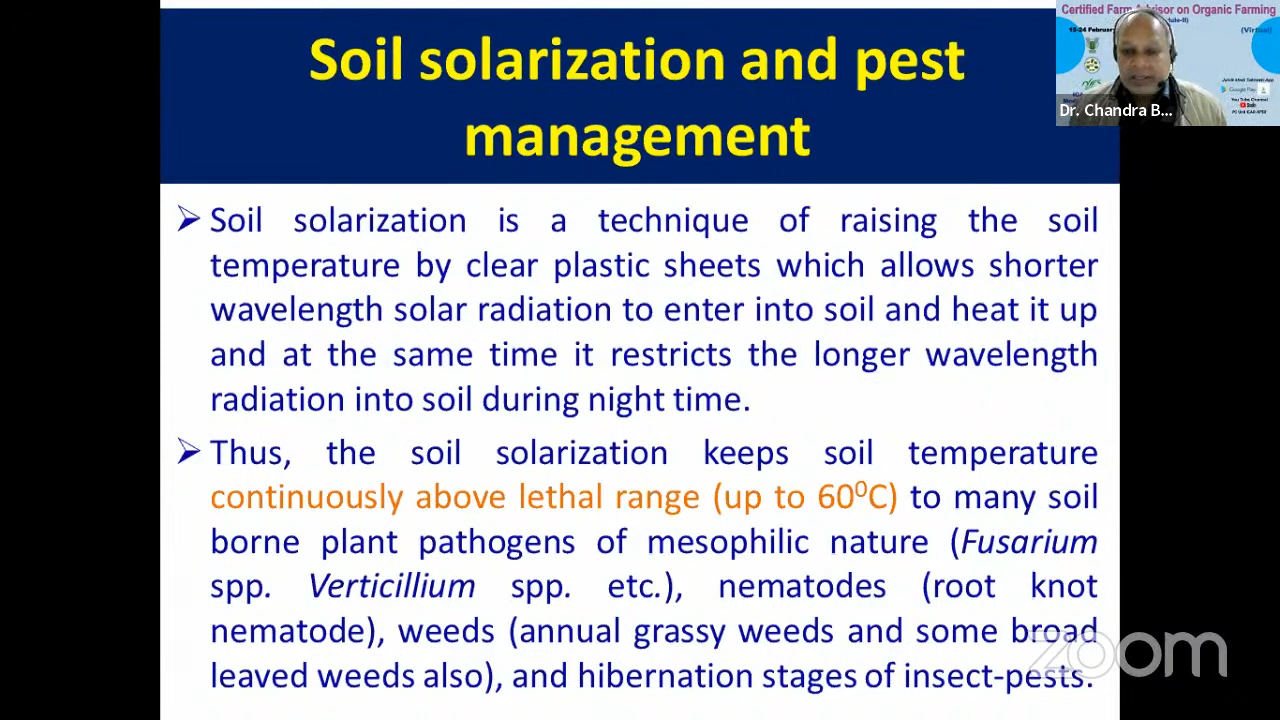 Soil solarization and pest
management
Certified Farm Advisor on Organic Farming
(Virtual)
Dr. Chandra B...
➢ Soil solarization is a technique of raising the soil
temperature by clear plastic sheets which allows shorter
wavelength solar radiation to enter into soil and heat it up
and at the same time it restricts the longer wavelength
radiation into soil during night time.
➢ Thus, the soil solarization keeps soil temperature
continuously above lethal range (up to 60⁰C) to many soil
borne plant pathogens of mesophilic nature (Fusarium
spp. Verticillium spp. etc.), nematodes (root knot
nematode), weeds (annual grassy weeds and some broad
leaved weeds also), and hibernation stages of insect-pests.
zoom